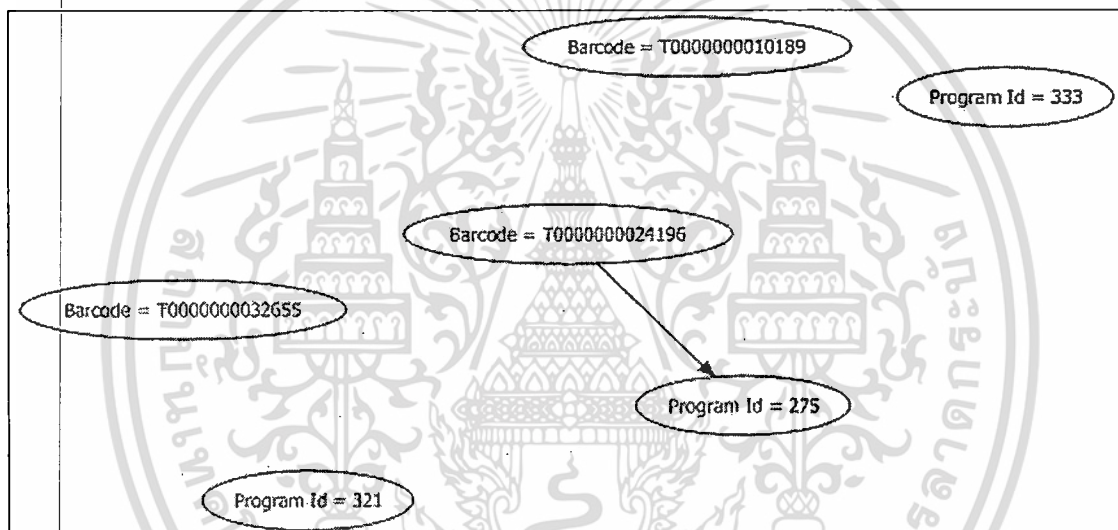 Barcode = T0000000010189
Program Id = 333
Barcode = T0000000024196
Barcode = T0000000032655
Program Id = 275
Program Id = 321